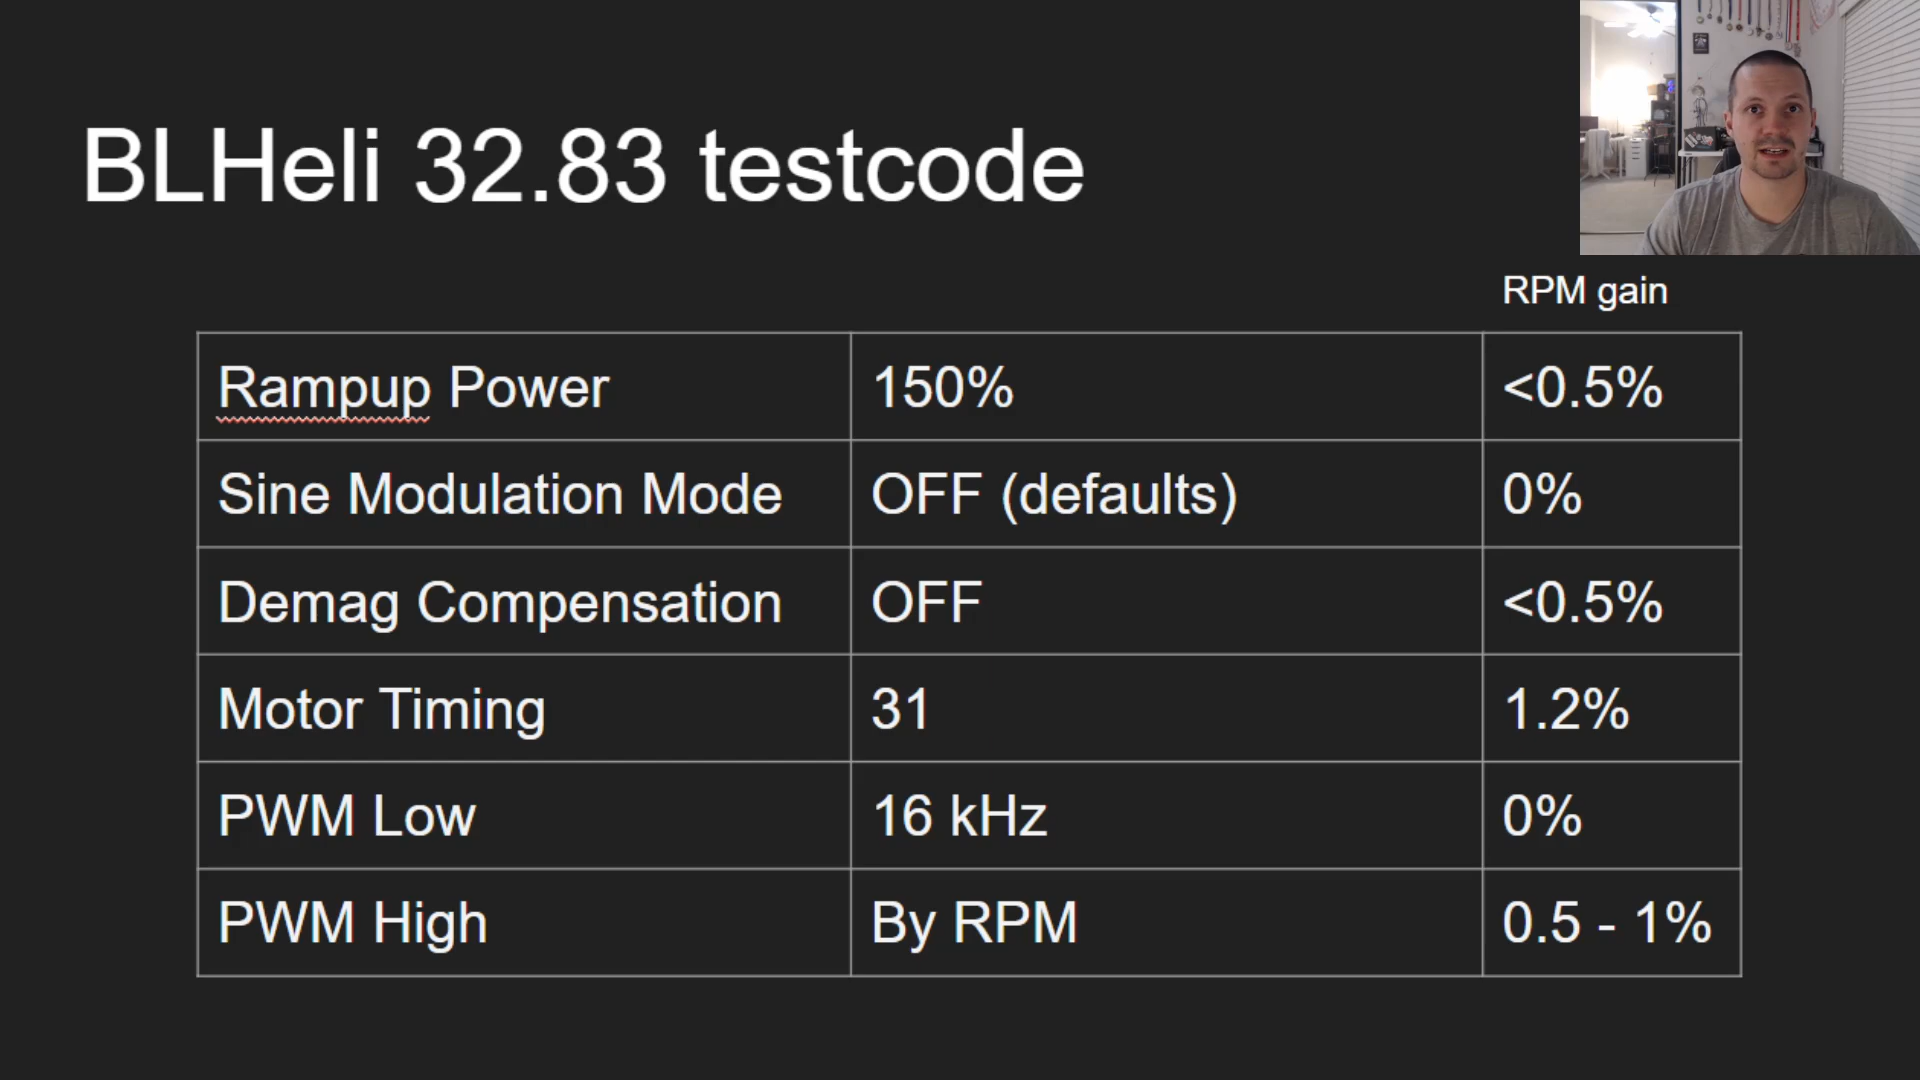 BLHeli 32.83 testcode
RPM gain
Rampup Power 150% <0.5%
Sine Modulation Mode OFF (defaults) 0%
Demag Compensation OFF <0.5%
Motor Timing 31 1.2%
PWM Low 16 kHz 0%
PWM High By RPM 0.5 - 1%